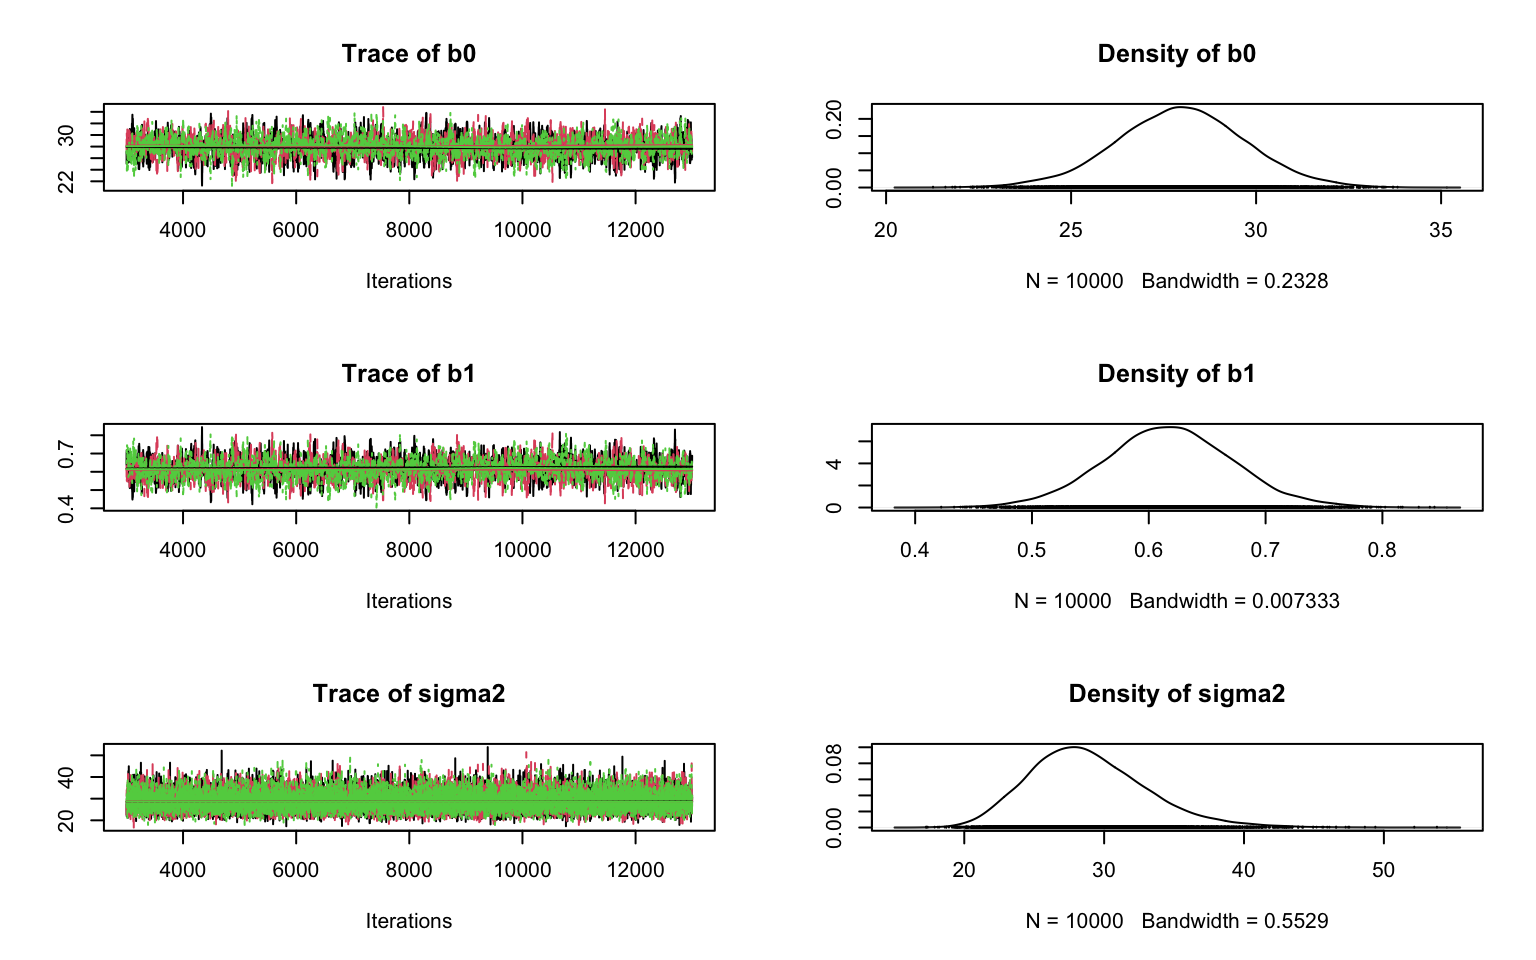 Trace of b0
30
22
4000 6000 8000 10000 12000
Iterations
Density of b0
0.20
0.00
20 25 30 35
N = 10000 Bandwidth = 0.2328
Trace of b1
0.7
0.4
4000 6000 8000 10000 12000
Iterations
Density of b1
4
0
0.4 0.5 0.6 0.7 0.8
N = 10000 Bandwidth = 0.007333
Trace of sigma2
40
20
4000 6000 8000 10000 12000
Iterations
Density of sigma2
0.08
0.00
20 30 40 50
N = 10000 Bandwidth = 0.5529